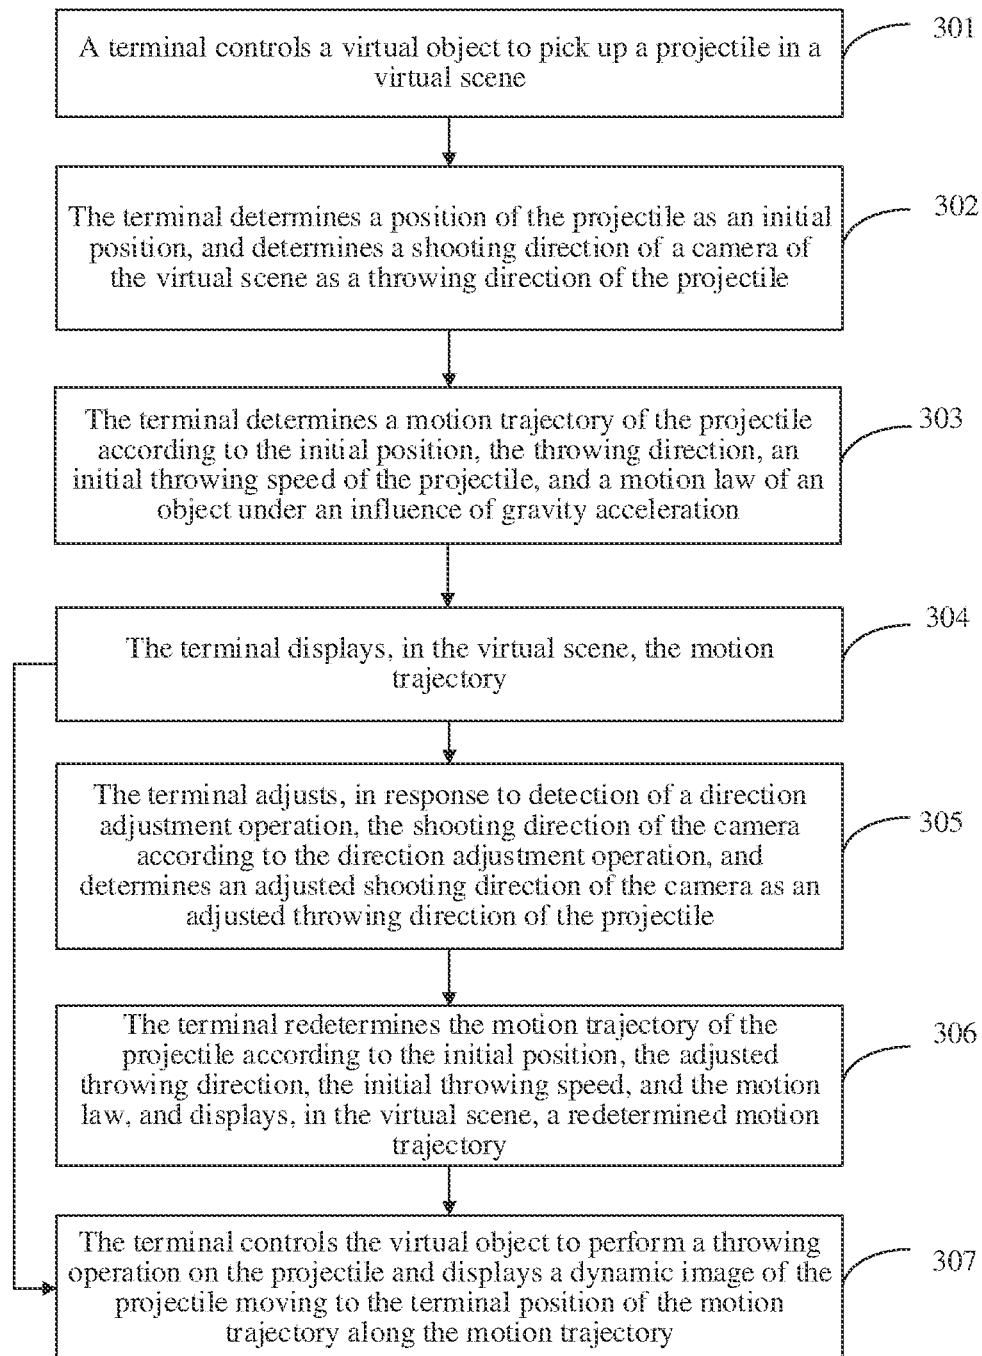 A terminal controls a virtual object to pick up a projectile in a
virtual scene
301
The terminal determines a position of the projectile as an initial
position, and determines a shooting direction of a camera of
the virtual scene as a throwing direction of the projectile
302
The terminal determines a motion trajectory of the projectile
according to the initial position, the throwing direction, an
initial throwing speed of the projectile, and a motion law of an
object under an influence of gravity acceleration
303
The terminal displays, in the virtual scene, the motion
trajectory
304
The terminal adjusts, in response to detection of a direction
adjustment operation, the shooting direction of the camera
according to the direction adjustment operation, and
determines an adjusted shooting direction of the camera as an
adjusted throwing direction of the projectile
305
The terminal redetermines the motion trajectory of the
projectile according to the initial position, the adjusted
throwing direction, the initial throwing speed, and the motion
law, and displays, in the virtual scene, a redetermined motion
trajectory
306
The terminal controls the virtual object to perform a throwing
operation on the projectile and displays a dynamic image of the
projectile moving to the terminal position of the motion
trajectory along the motion trajectory
307